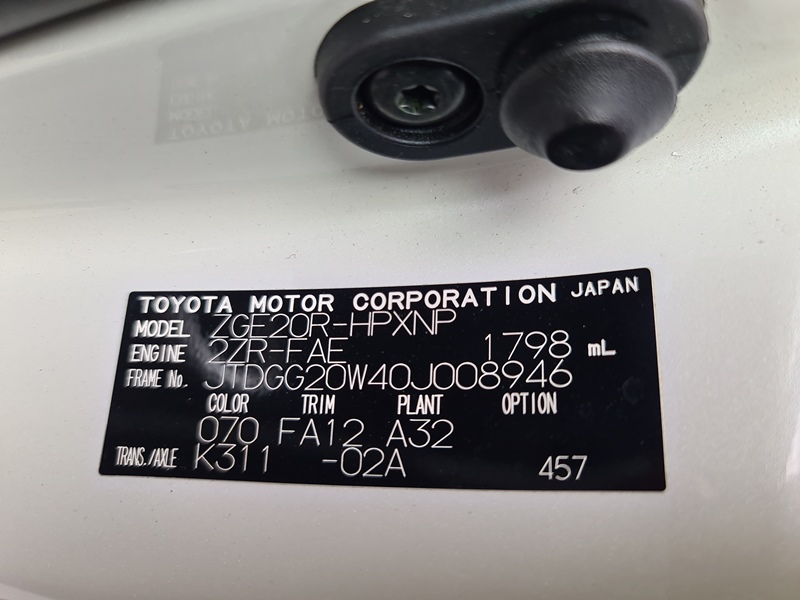 TOYOTA MOTOR CORPORATION JAPAN
MODEL ZGE20R-HPXNP
ENGINE 2ZR-FAE 1798 mL
FRAME No. JTDGG20W40J008946
COLOR TRIM PLANT OPTION
070 FA12 A32
TRANS./AXLE K311 -02A 457